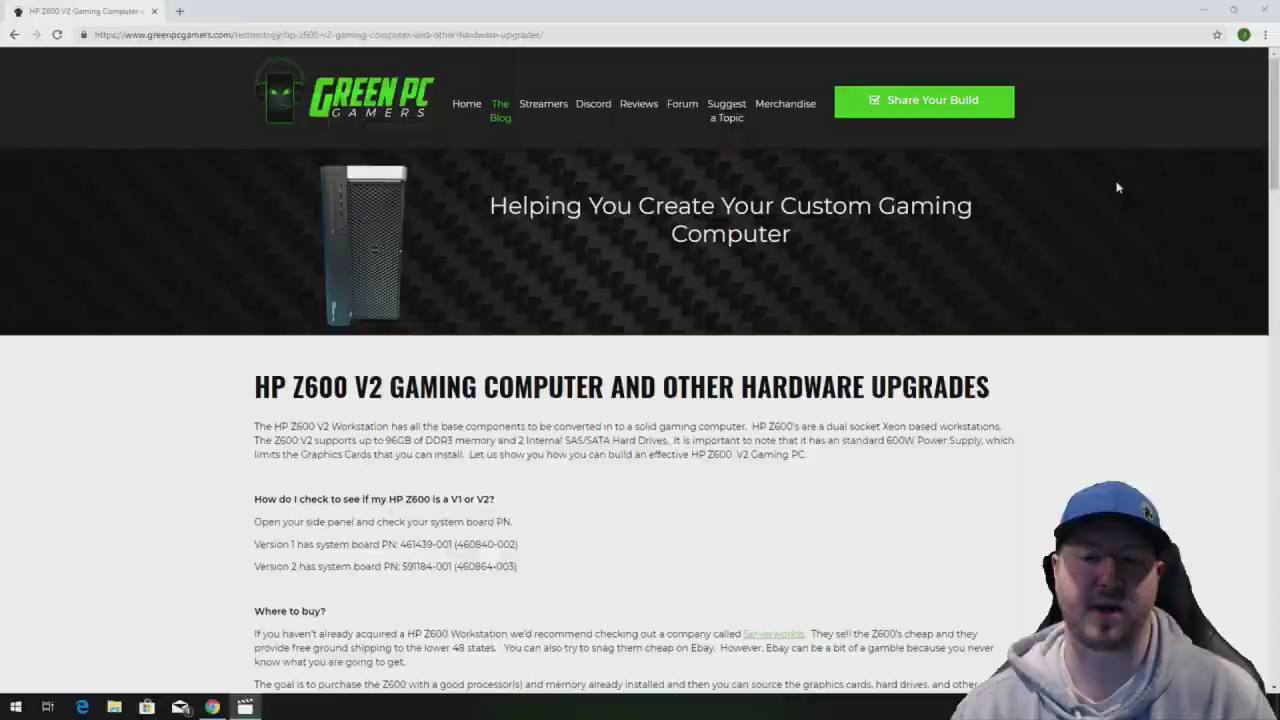 HP Z600 V2 Gaming Computer
https://www.greenpcgamers.com/technology/hp-z600-v2-gaming-computer-and-other-hardware-upgrades/
GREEN PC
GAMERS
Home
The Blog
Streamers
Discord
Reviews
Forum
Suggest a Topic
Merchandise
Share Your Build
Helping You Create Your Custom Gaming
Computer
HP Z600 V2 GAMING COMPUTER AND OTHER HARDWARE UPGRADES
The HP Z600 V2 Workstation has all the base components to be converted in to a solid gaming computer. HP Z600's are a dual socket Xeon based workstations.
The Z600 V2 supports up to 96GB of DDR3 memory and 2 Internal SAS/SATA Hard Drives. It is important to note that it has an standard 600W Power Supply, which
limits the Graphics Cards that you can install. Let us show you how you can build an effective HP Z600 V2 Gaming PC.
How do I check to see if my HP Z600 is a V1 or V2?
Open your side panel and check your system board PN.
Version 1 has system board PN: 461439-001 (460840-002)
Version 2 has system board PN: 591184-001 (460864-003)
Where to buy?
If you haven't already acquired a HP Z600 Workstation we'd recommend checking out a company called Serverworlds. They sell the Z600's cheap and they
provide free ground shipping to the lower 48 states. You can also try to snag them cheap on Ebay. However, Ebay can be a bit of a gamble because you never
know what you are going to get.
The goal is to purchase the Z600 with a good processor(s) and memory already installed and then you can source the graphics cards, hard drives, and other